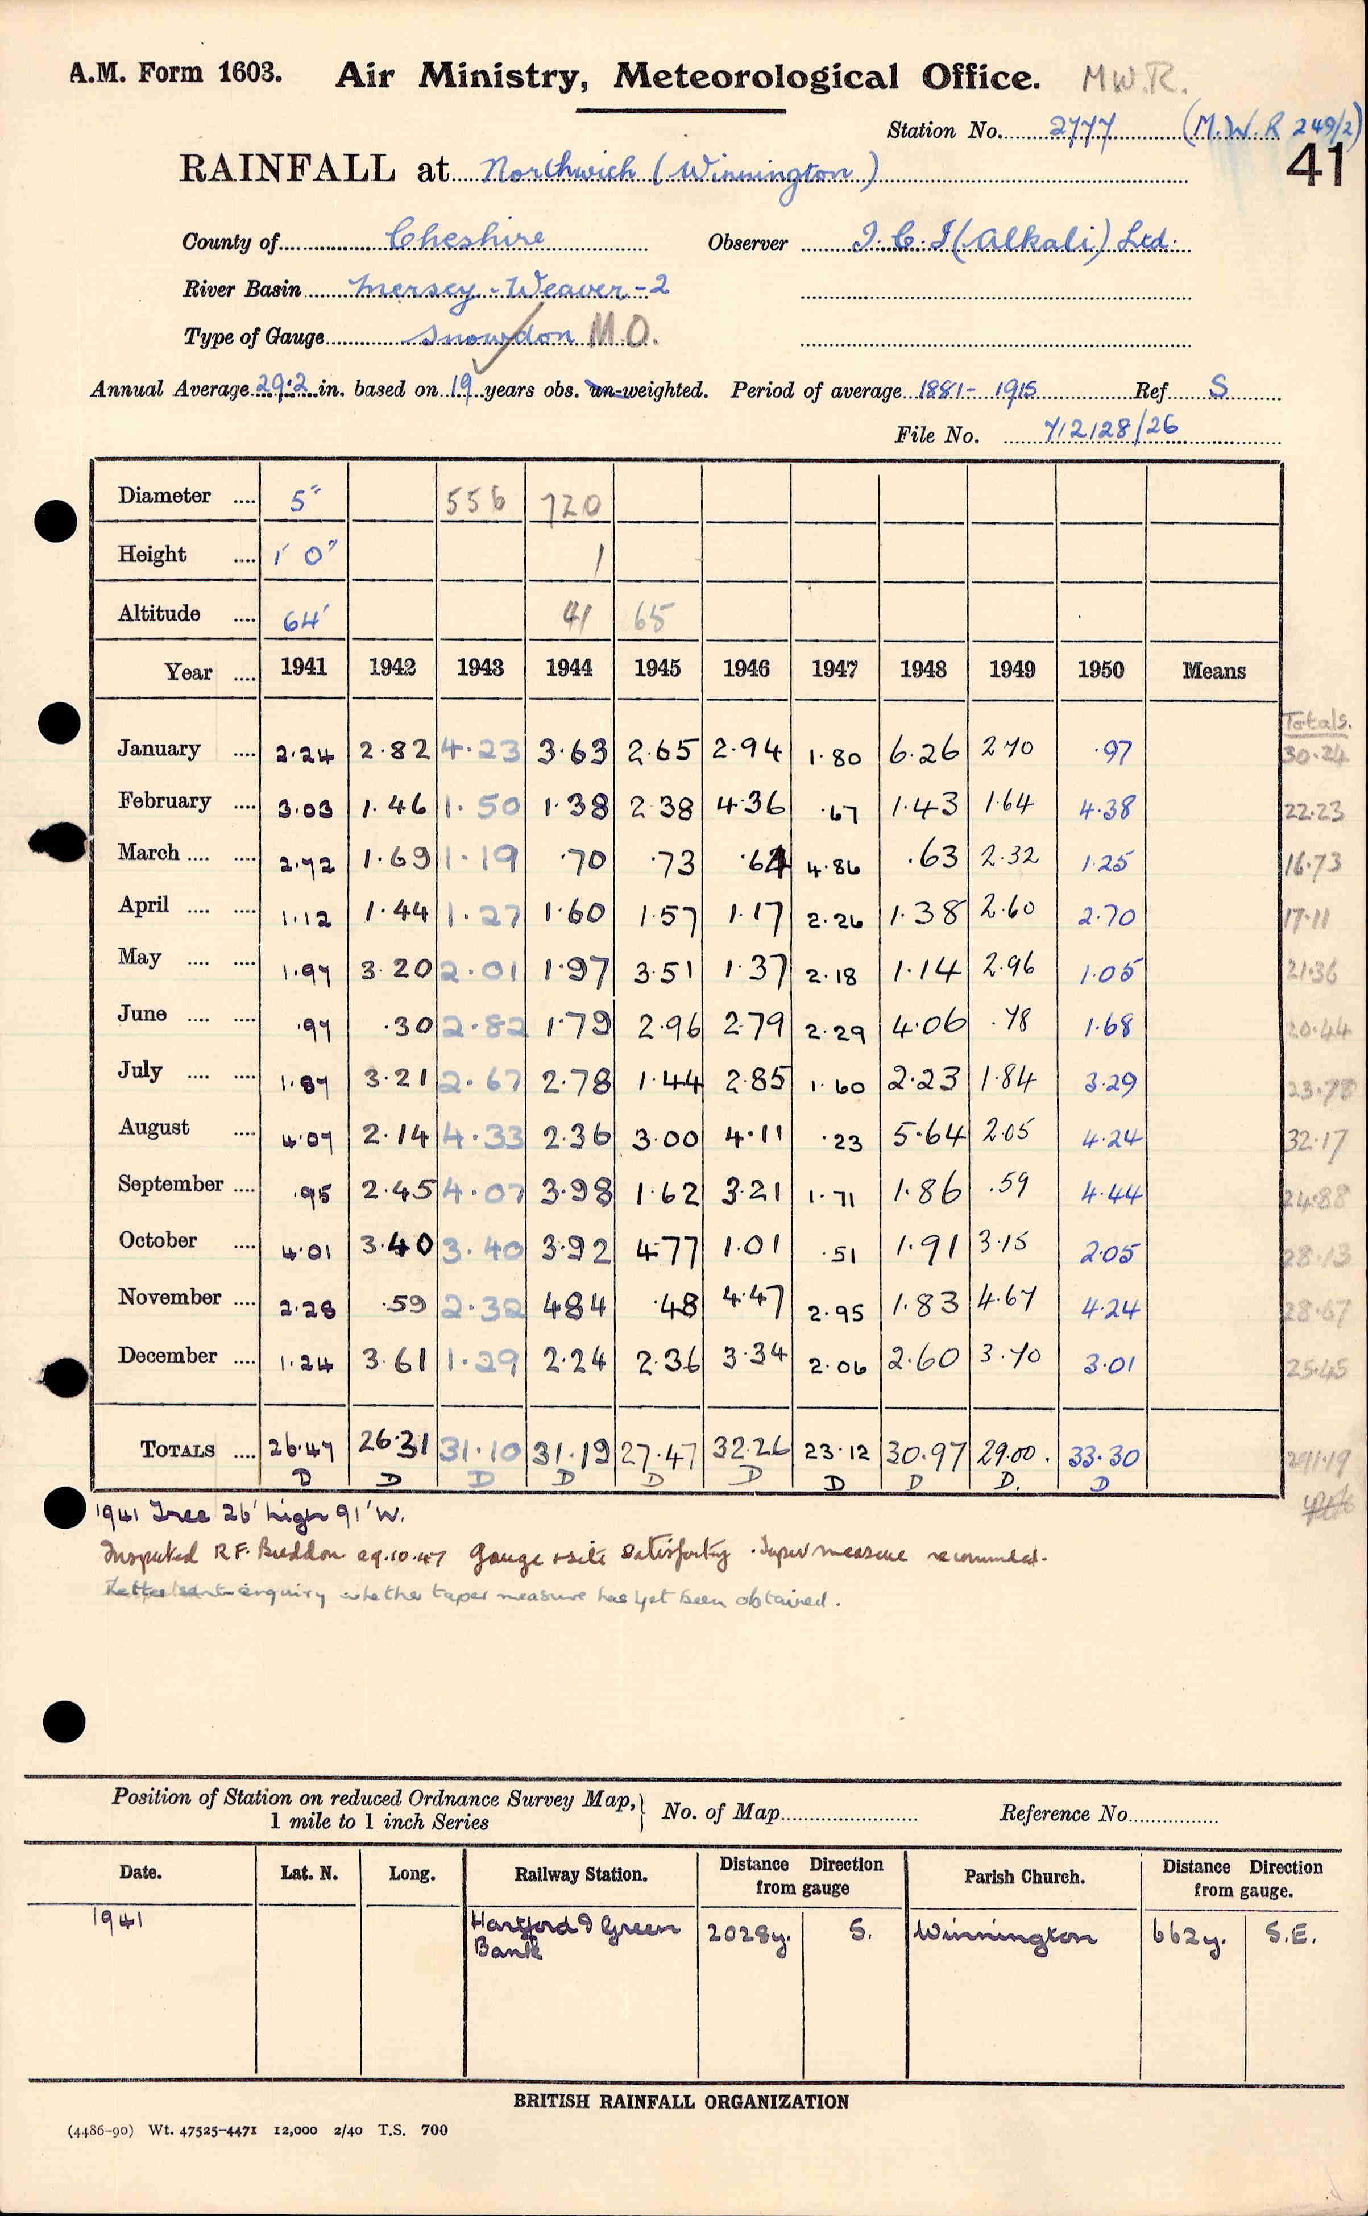 A.M. Form 1603. Air Ministry, Meteorological Office. M.W.R.
Station No. 2777 (M.W.R 249/2)
41
RAINFALL at Northwich (Winnington)
County of Cheshire Observer I.C.I (Alkali) Ltd.
River Basin Mersey - Weaver - 2
Type of Gauge Snowdon M.O.
Annual Average 29.2 in. based on 19 years obs. un-weighted. Period of average 1881 - 1915 Ref S
File No. 712128/26
Diameter .... 5" 556 720
Height .... 1' 0" 1
Altitude .... 64' 41 65
Year .... 1941 1942 1943 1944 1945 1946 1947 1948 1949 1950 Means
Totals.
January .... 2.24 2.82 4.23 3.63 2.65 2.94 1.80 6.26 2.70 .97 30.24
February .... 3.03 1.46 1.50 1.38 2.38 4.36 .67 1.43 1.64 4.38 22.23
March .... .... 2.72 1.69 1.19 .70 .73 .64 4.86 .63 2.32 1.25 16.73
April .... .... 1.12 1.44 1.27 1.60 1.57 1.17 2.26 1.38 2.60 2.70 17.11
May .... .... 1.97 3.20 2.01 1.97 3.51 1.37 2.18 1.14 2.96 1.05 21.36
June .... .... .97 .30 2.82 1.79 2.96 2.79 2.29 4.06 .78 1.68 20.44
July .... .... 1.87 3.21 2.67 2.78 1.44 2.85 1.60 2.23 1.84 3.29 23.78
August .... 4.07 2.14 4.33 2.36 3.00 4.11 .23 5.64 2.05 4.24 32.17
September .... .95 2.45 4.07 3.98 1.62 3.21 1.71 1.86 .59 4.44 24.88
October .... 4.01 3.40 3.40 3.92 4.77 1.01 .51 1.91 3.15 2.05 28.13
November .... 2.28 .59 2.32 4.84 .48 4.47 2.95 1.83 4.67 4.24 28.67
December .... 1.24 3.61 1.29 2.24 2.36 3.34 2.06 2.60 3.70 3.01 25.45
TOTALS .... 26.47 26.31 31.10 31.19 27.47 32.26 23.12 30.97 29.00. 33.30 291.19
D D D D D D D D D. D
1941 Tree 26' high 91' W.
Inspected R.F. Buddon 29.10.47 Gauge & site satisfactory. Taper measure recommended.
enquiry whether taper measure has yet been obtained.
Position of Station on reduced Ordnance Survey Map, 1 mile to 1 inch Series } No. of Map Reference No.
Date. Lat. N. Long. Railway Station. Distance Direction from gauge Parish Church. Distance Direction from gauge.
1941 Hartford & Green Bank 2028y. S. Winnington 662y. S.E.
BRITISH RAINFALL ORGANIZATION
(4486-90) Wt. 47525-4471 12,000 2/40 T.S. 700